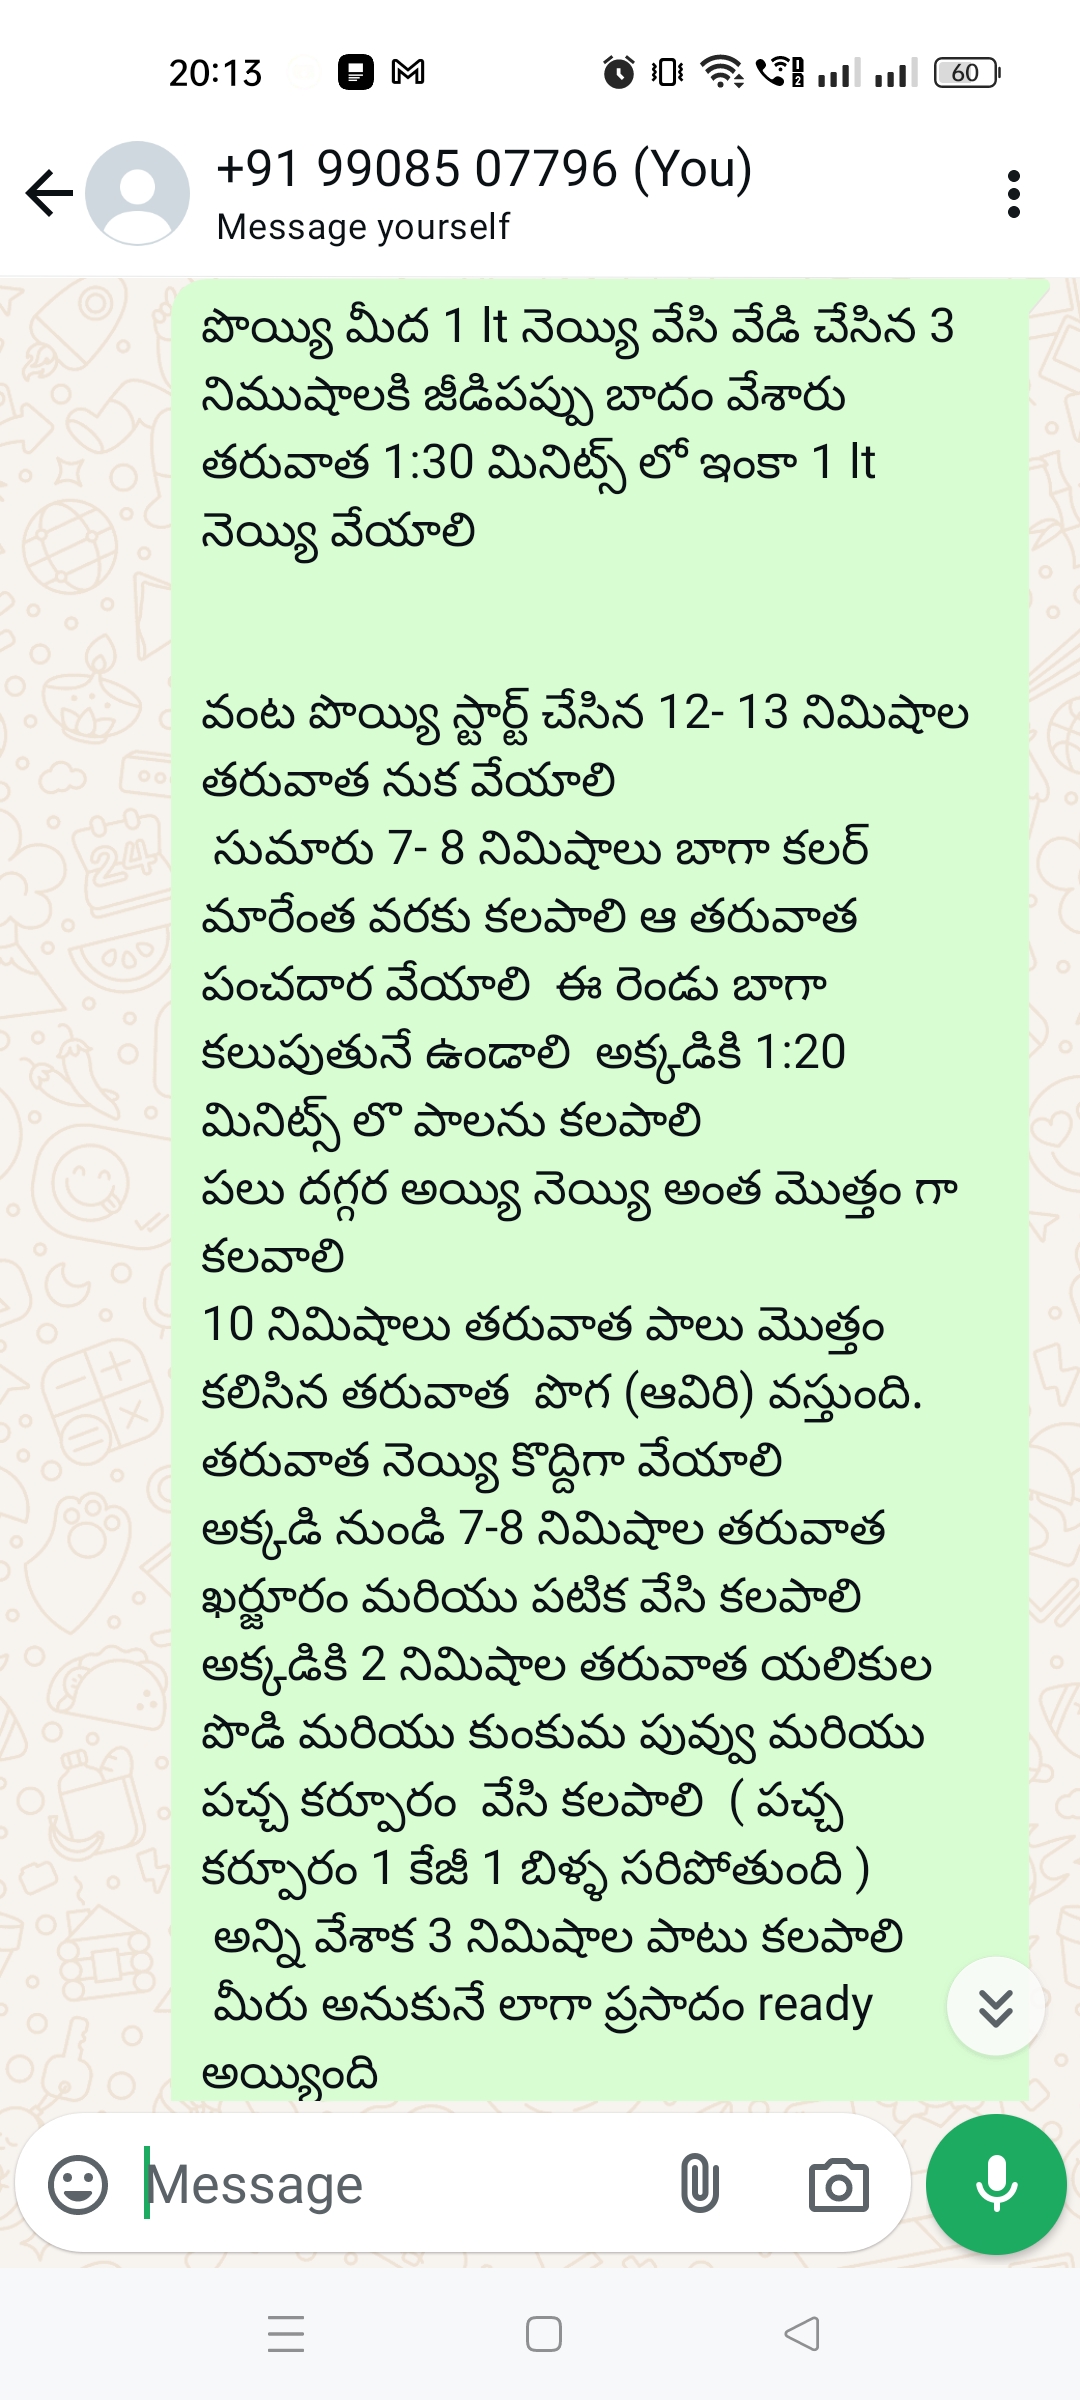 20:13
60
+91 99085 07796 (You)
Message yourself
పొయ్యి మీద 1 lt నెయ్యి వేసి వేడి చేసిన 3
నిముషాలకి జీడిపప్పు బాదం వేశారు
తరువాత 1:30 మినిట్స్ లో ఇంకా 1 lt
నెయ్యి వేయాలి
వంట పొయ్యి స్టార్ట్ చేసిన 12- 13 నిమిషాల
తరువాత నుక వేయాలి
సుమారు 7- 8 నిమిషాలు బాగా కలర్
మారేంత వరకు కలపాలి ఆ తరువాత
పంచదార వేయాలి  ఈ రెండు బాగా
కలుపుతునే ఉండాలి  అక్కడికి 1:20
మినిట్స్ లొ పాలను కలపాలి
పలు దగ్గర అయ్యి నెయ్యి అంత మొత్తం గా
కలవాలి
10 నిమిషాలు తరువాత పాలు మొత్తం
కలిసిన తరువాత  పొగ (ఆవిరి) వస్తుంది.
తరువాత నెయ్యి కొద్దిగా వేయాలి
అక్కడి నుండి 7-8 నిమిషాల తరువాత
ఖర్జూరం మరియు పటిక వేసి కలపాలి
అక్కడికి 2 నిమిషాల తరువాత యలికుల
పొడి మరియు కుంకుమ పువ్వు మరియు
పచ్చ కర్పూరం  వేసి కలపాలి  ( పచ్చ
కర్పూరం 1 కేజీ 1 బిళ్ళ సరిపోతుంది )
అన్ని వేశాక 3 నిమిషాల పాటు కలపాలి
మీరు అనుకునే లాగా ప్రసాదం ready
అయ్యింది
Message